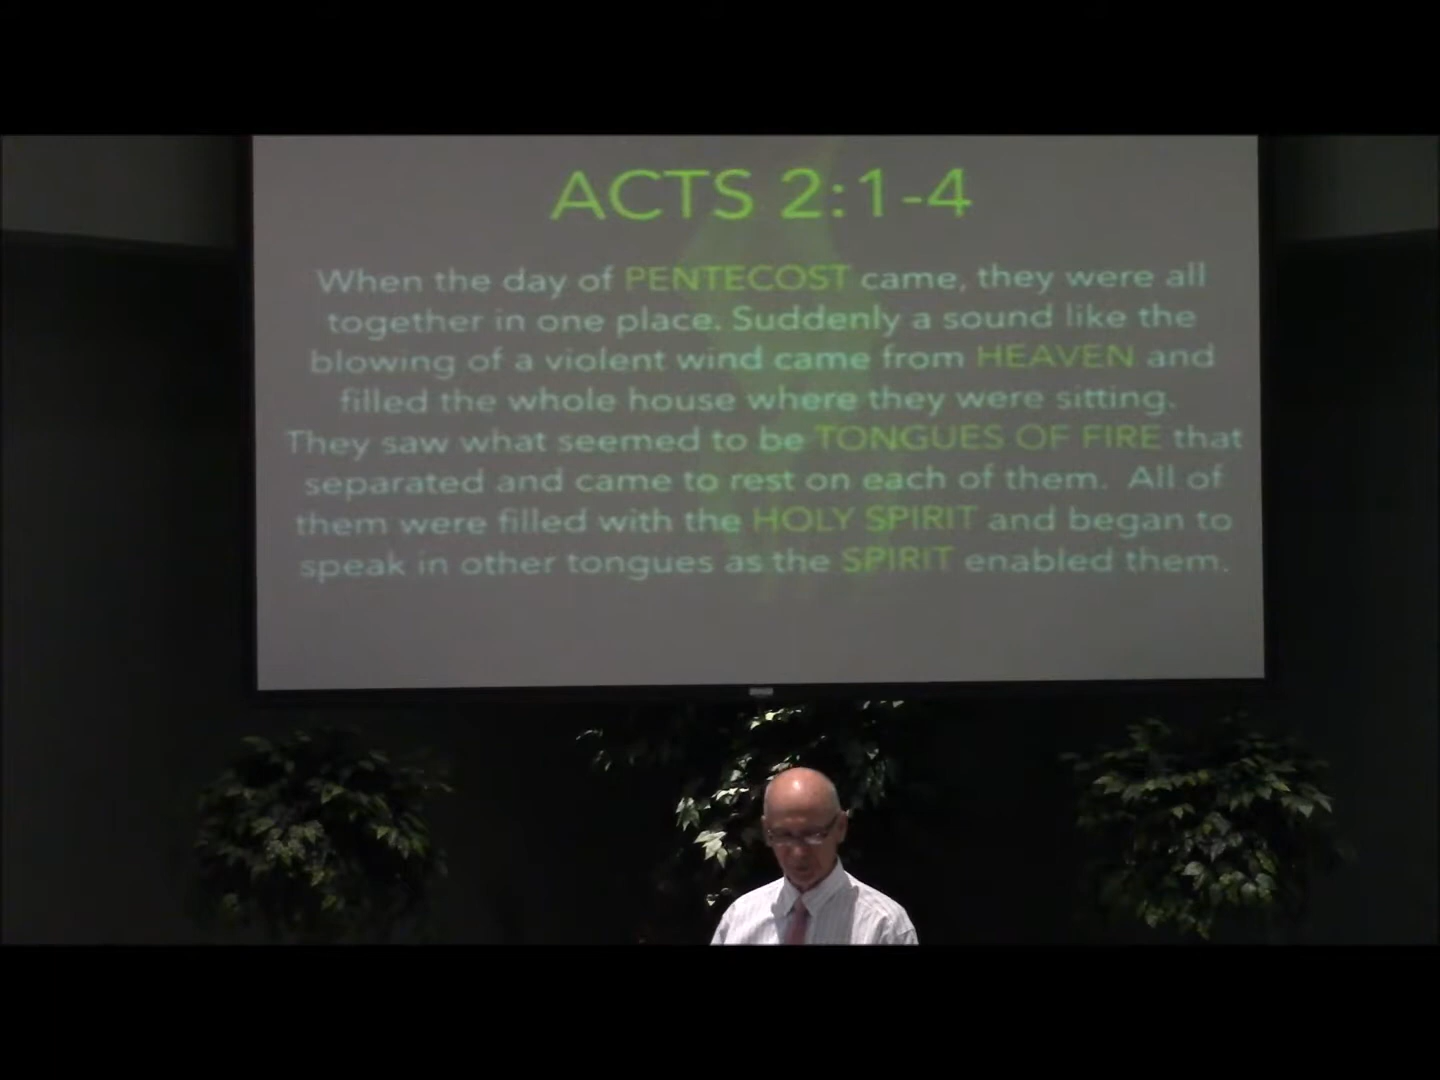 ACTS 2:1-4
When the day of PENTECOST came, they were all
together in one place. Suddenly a sound like the
blowing of a violent wind came from HEAVEN and
filled the whole house where they were sitting.
They saw what seemed to be TONGUES OF FIRE that
separated and came to rest on each of them. All of
them were filled with the HOLY SPIRIT and began to
speak in other tongues as the SPIRIT enabled them.